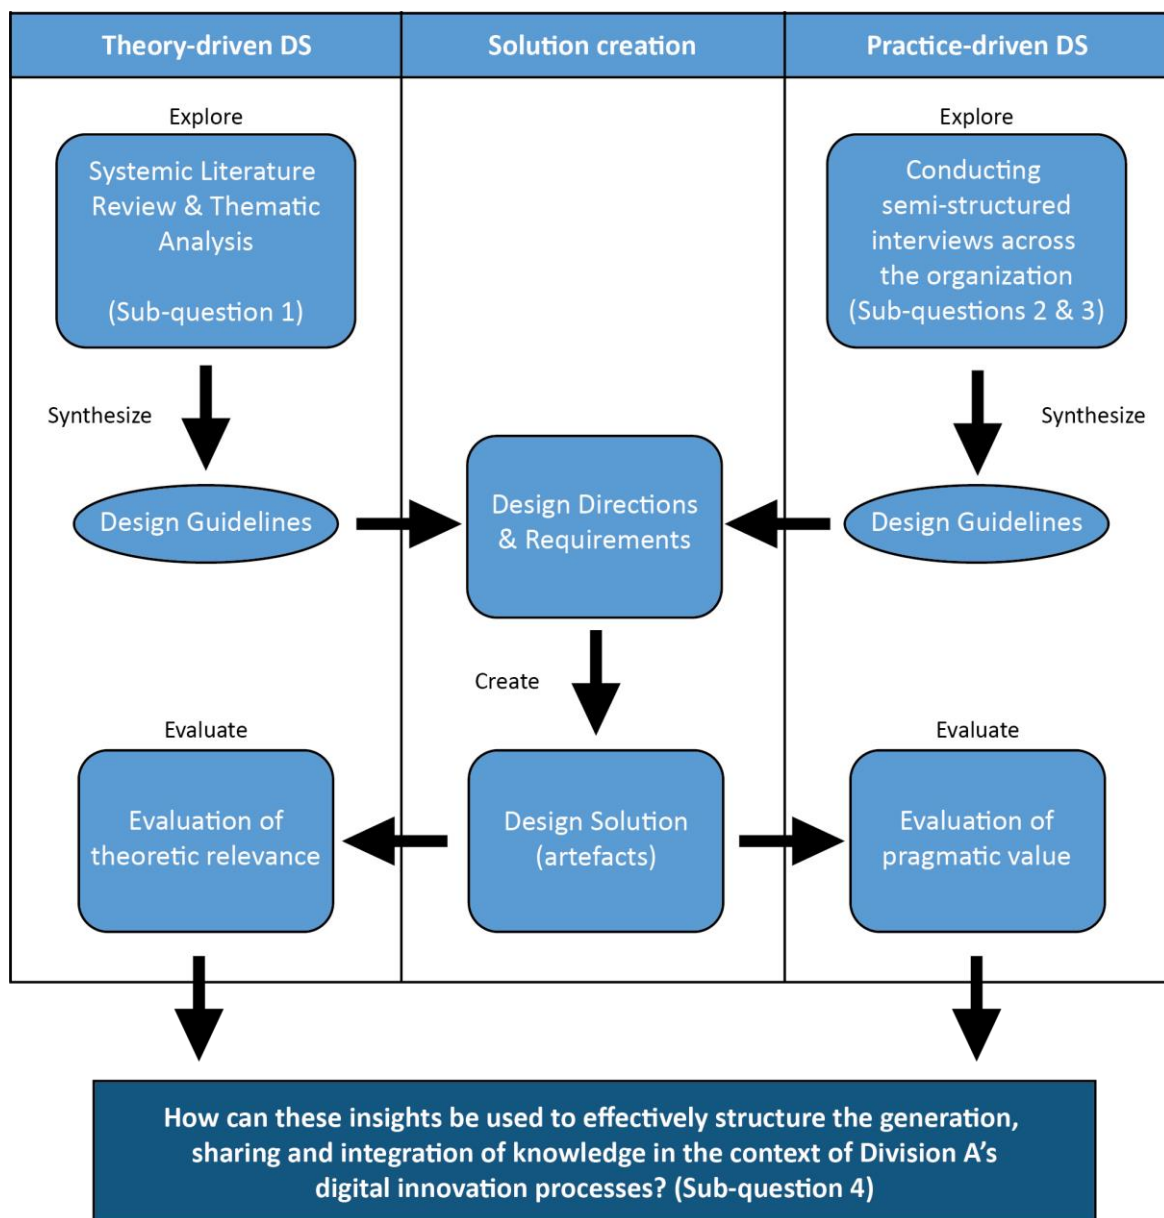 Theory-driven DS
Solution creation
Practice-driven DS
Explore
Systemic Literature
Review & Thematic
Analysis
(Sub-question 1)
Explore
Conducting
semi-structured
interviews across
the organization
(Sub-questions 2 & 3)
Synthesize
Synthesize
Design Guidelines
Design Directions
& Requirements
Design Guidelines
Create
Evaluate
Evaluation of
theoretic relevance
Design Solution
(artefacts)
Evaluate
Evaluation of
pragmatic value
How can these insights be used to effectively structure the generation,
sharing and integration of knowledge in the context of Division A’s
digital innovation processes? (Sub-question 4)